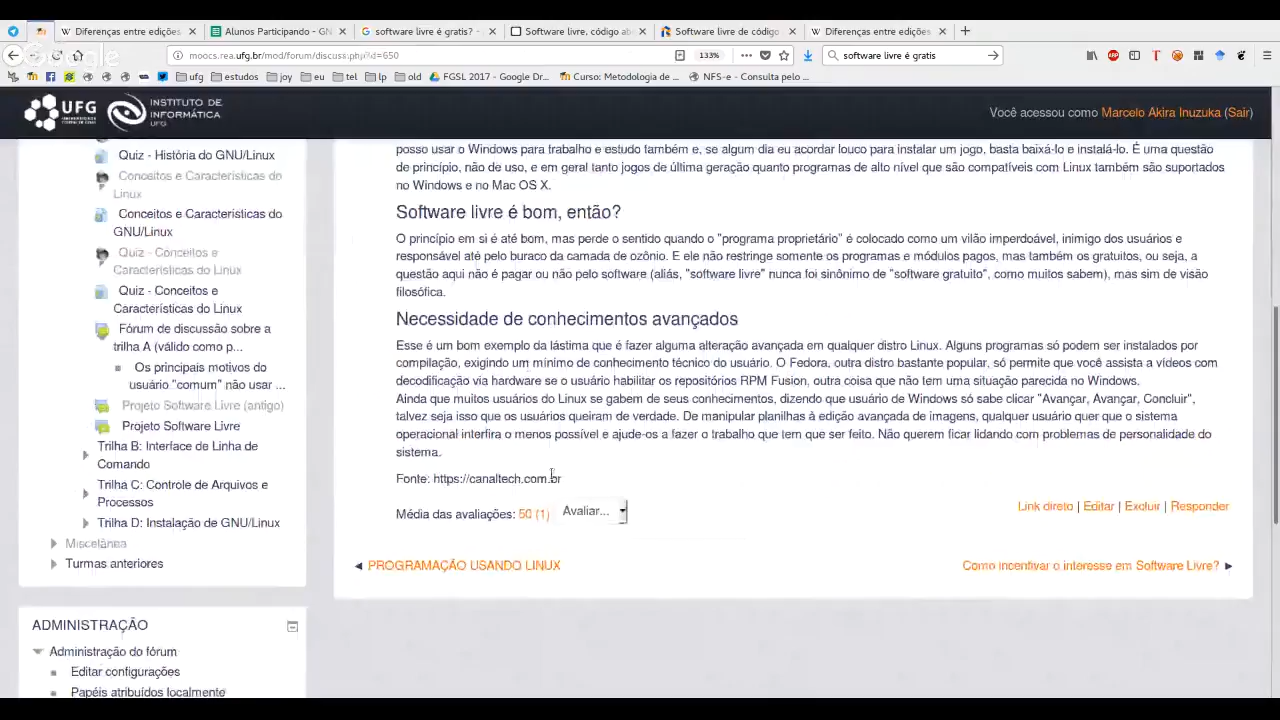 Diferenças entre edições
Alunos Participando - GN
software livre é gratis? -
Software livre, código ab
Software livre de código
Diferenças entre edições
moocs.rea.ufg.br/mod/forum/discuss.php?id=650
133%
software livre é gratis
ufg
estudos
joy
eu
tel
lp
old
FGSL 2017 - Google Dr...
Curso: Metodologia de ...
NFS-e - Consulta pelo ...
Google
UFG
INSTITUTO DE
INFORMÁTICA
UFG
Você acessou como Marcelo Akira Inuzuka (Sair)
Quiz - História do GNU/Linux
Conceitos e Características do
Linux
Conceitos e Características do
GNU/Linux
Quiz - Conceitos e
Características do Linux
Quiz - Conceitos e
Características do Linux
Fórum de discussão sobre a
trilha A (válido como p...
Os principais motivos do
usuário "comum" não usar ...
Projeto Software Livre (antigo)
Projeto Software Livre
Trilha B: Interface de Linha de
Comando
Trilha C: Controle de Arquivos e
Processos
Trilha D: Instalação de GNU/Linux
Miscelânea
Turmas anteriores
ADMINISTRAÇÃO
Administração do fórum
Editar configurações
Papéis atribuídos localmente
posso usar o Windows para trabalho e estudo também e, se algum dia eu acordar louco para instalar um jogo, basta baixá-lo e instalá-lo. É uma questão
de princípio, não de uso, e em geral tanto jogos de última geração quanto programas de alto nível que são compatíveis com Linux também são suportados
no Windows e no Mac OS X.
Software livre é bom, então?
O princípio em si é até bom, mas perde o sentido quando o "programa proprietário" é colocado como um vilão imperdoável, inimigo dos usuários e
responsável até pelo buraco da camada de ozônio. E ele não restringe somente os programas e módulos pagos, mas também os gratuitos, ou seja, a
questão aqui não é pagar ou não pelo software (aliás, "software livre" nunca foi sinônimo de "software gratuito", como muitos sabem), mas sim de visão
filosófica.
Necessidade de conhecimentos avançados
Esse é um bom exemplo da lástima que é fazer alguma alteração avançada em qualquer distro Linux. Alguns programas só podem ser instalados por
compilação, exigindo um mínimo de conhecimento técnico do usuário. O Fedora, outra distro bastante popular, só permite que você assista a vídeos com
decodificação via hardware se o usuário habilitar os repositórios RPM Fusion, outra coisa que não tem uma situação parecida no Windows.
Ainda que muitos usuários do Linux se gabem de seus conhecimentos, dizendo que usuário de Windows só sabe clicar "Avançar, Avançar, Concluir",
talvez seja isso que os usuários queiram de verdade. De manipular planilhas à edição avançada de imagens, qualquer usuário quer que o sistema
operacional interfira o menos possível e ajude-os a fazer o trabalho que tem que ser feito. Não querem ficar lidando com problemas de personalidade do
sistema.
Fonte: https://canaltech.com.br
Média das avaliações: 50 (1) Avaliar...
Link direto | Editar | Excluir | Responder
◄ PROGRAMAÇÃO USANDO LINUX
Como incentivar o interesse em Software Livre? ►